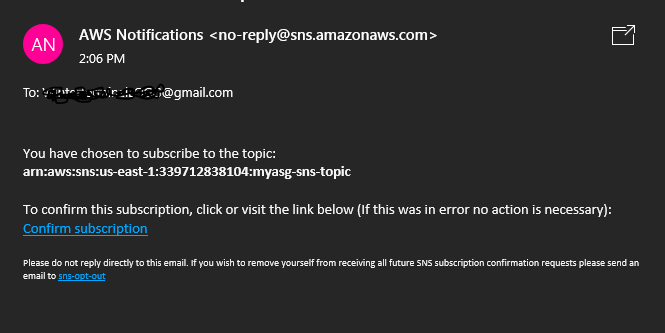 AN
AWS Notifications <no-reply@sns.amazonaws.com>
2:06 PM
To: @gmail.com
You have chosen to subscribe to the topic:
arn:aws:sns:us-east-1:339712838104:myasg-sns-topic
To confirm this subscription, click or visit the link below (If this was in error no action is necessary):
Confirm subscription
Please do not reply directly to this email. If you wish to remove yourself from receiving all future SNS subscription confirmation requests please send an
email to sns-opt-out